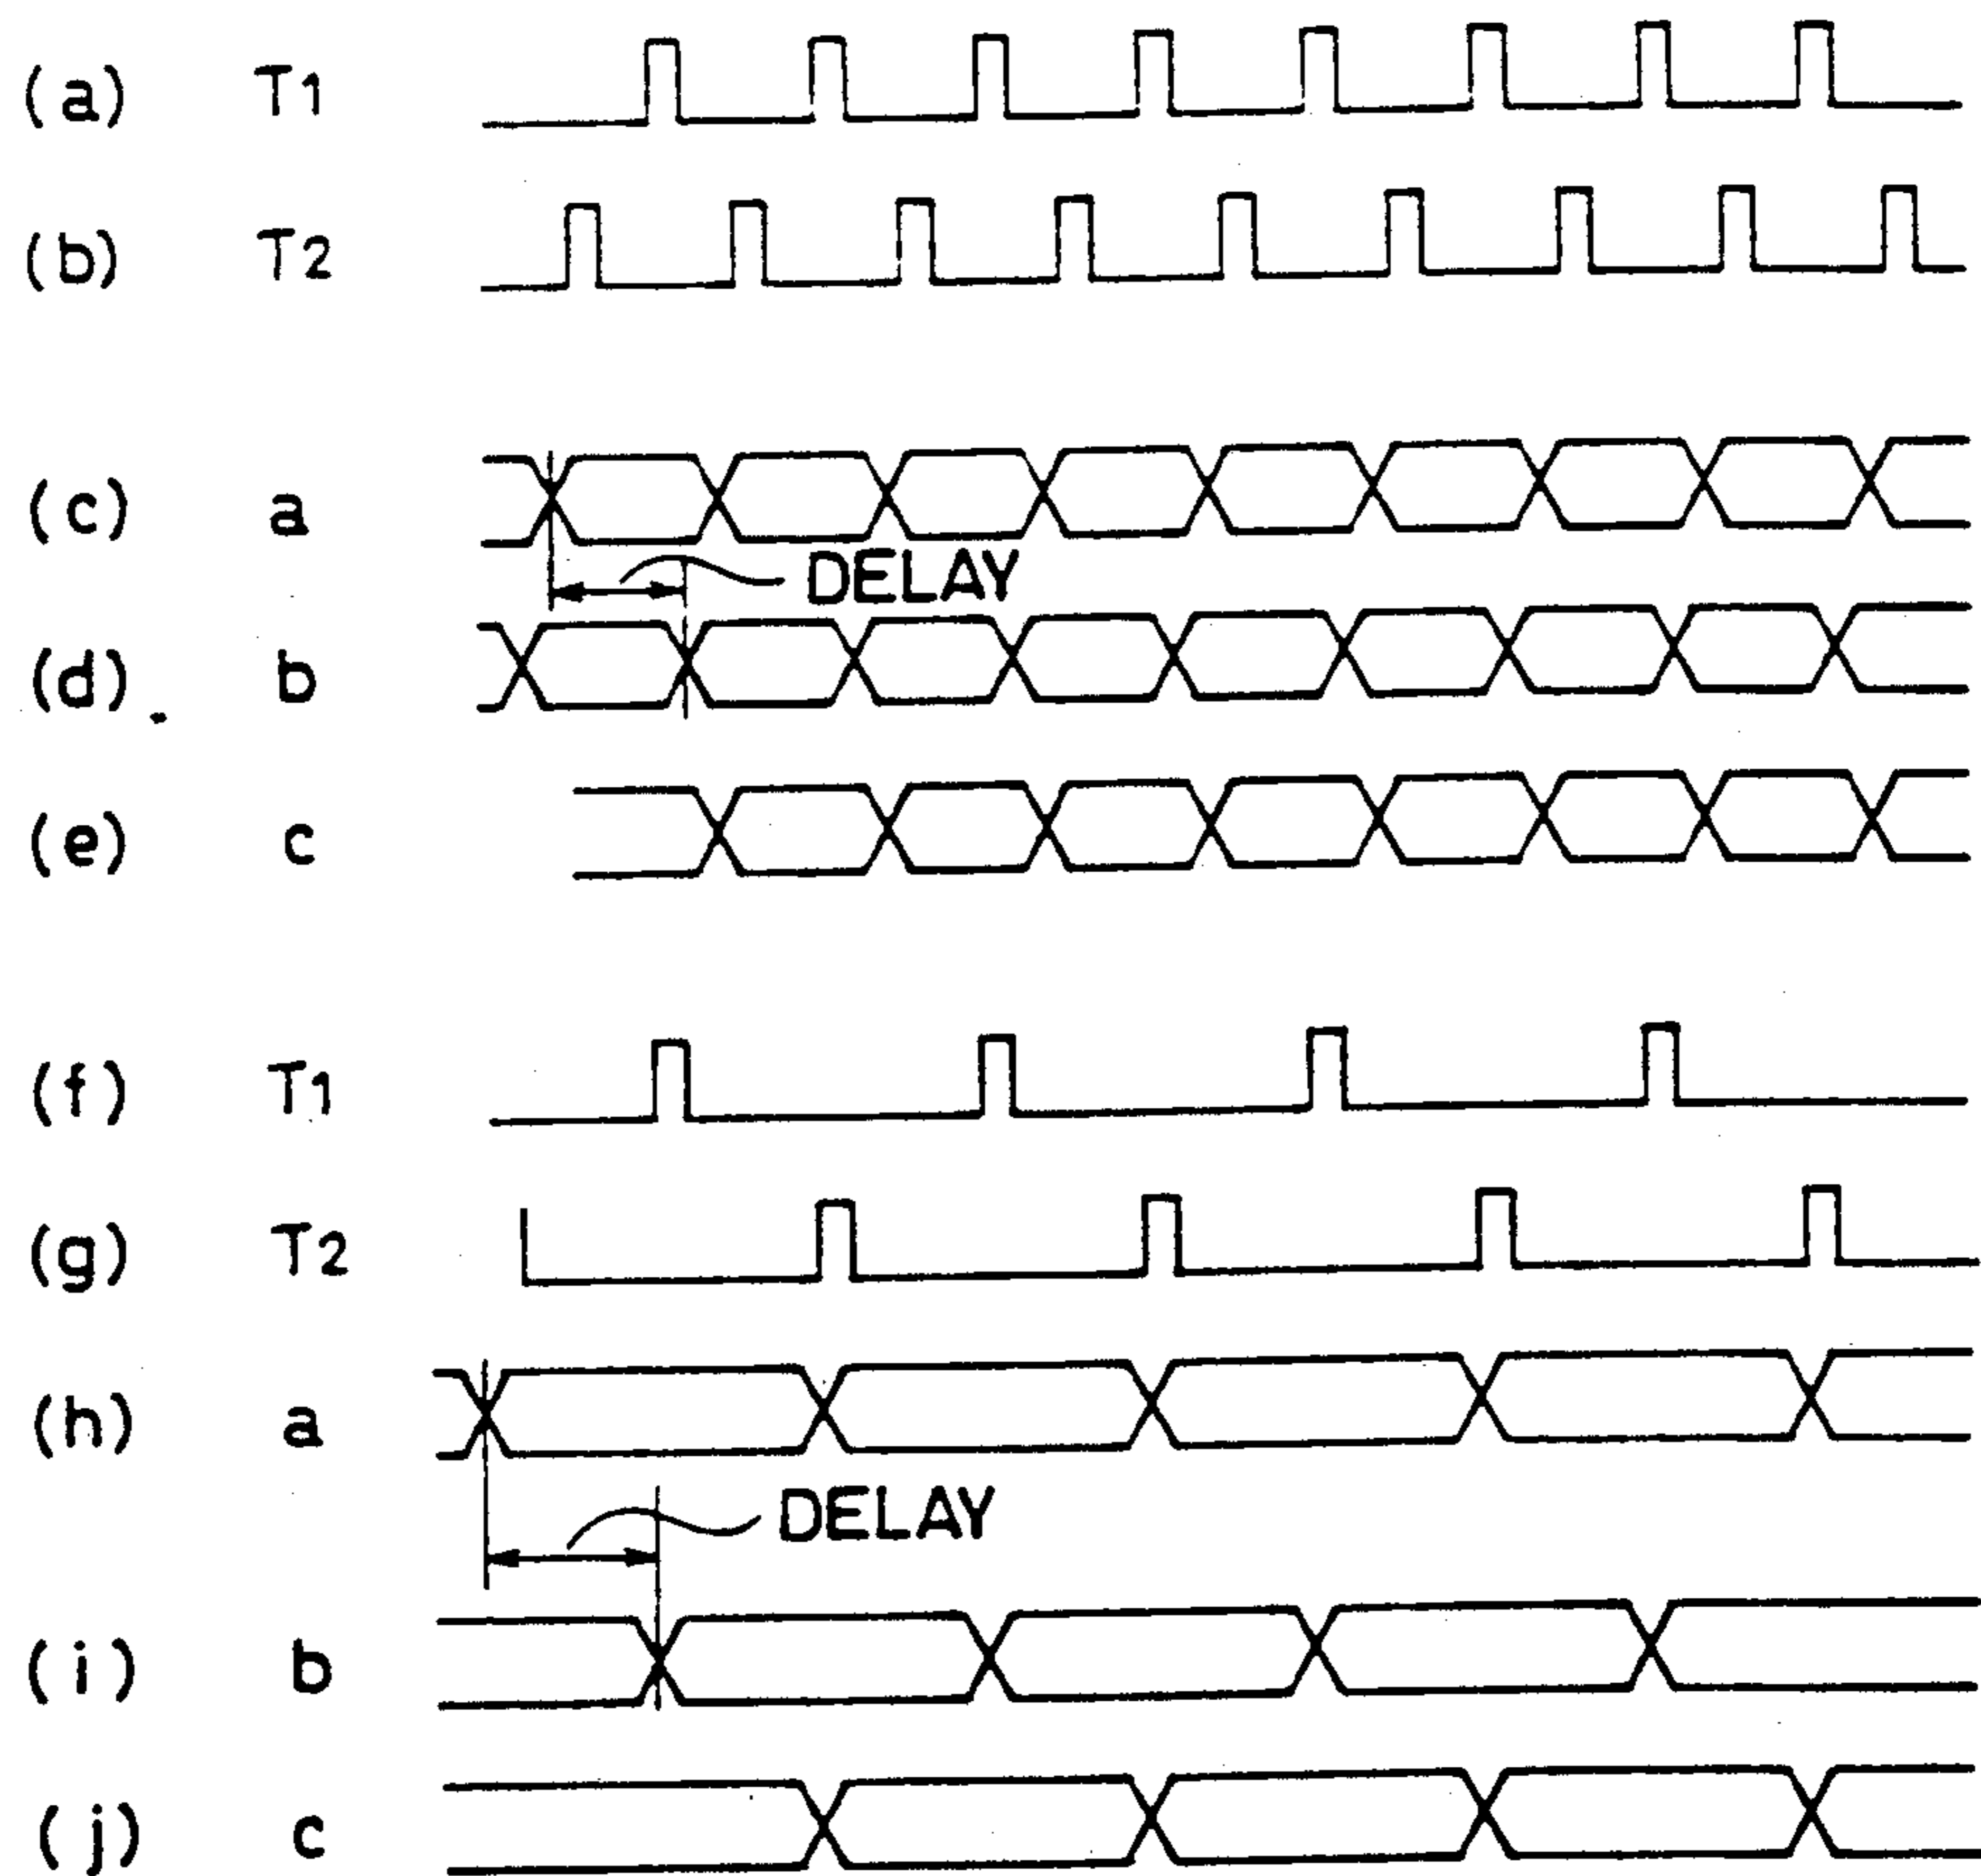 (a) T1
(b) T2
(c) a
DELAY
(d) b
(e) c
(f) T1
(g) T2
(h) a
DELAY
(i) b
(j) c